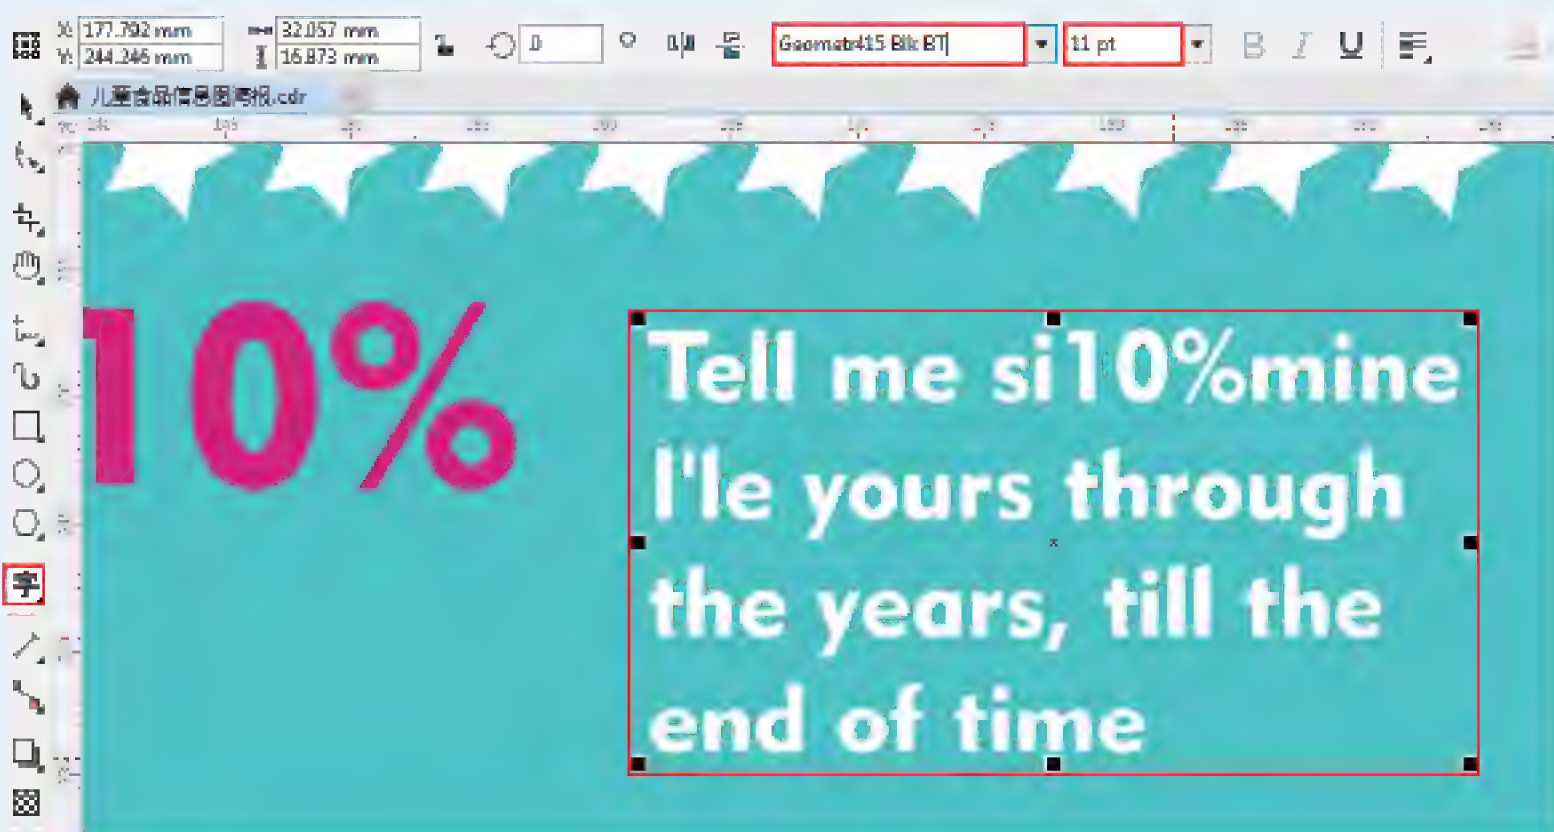 X: 177.792 mm
32.057 mm
Y: 244.246 mm
16.873 mm
.0
Geometr415 Blk BT
11 pt
B I U
儿童食品信息图海报.cdr
10%
Tell me si10%mine
l'le yours through
the years, till the
end of time
字